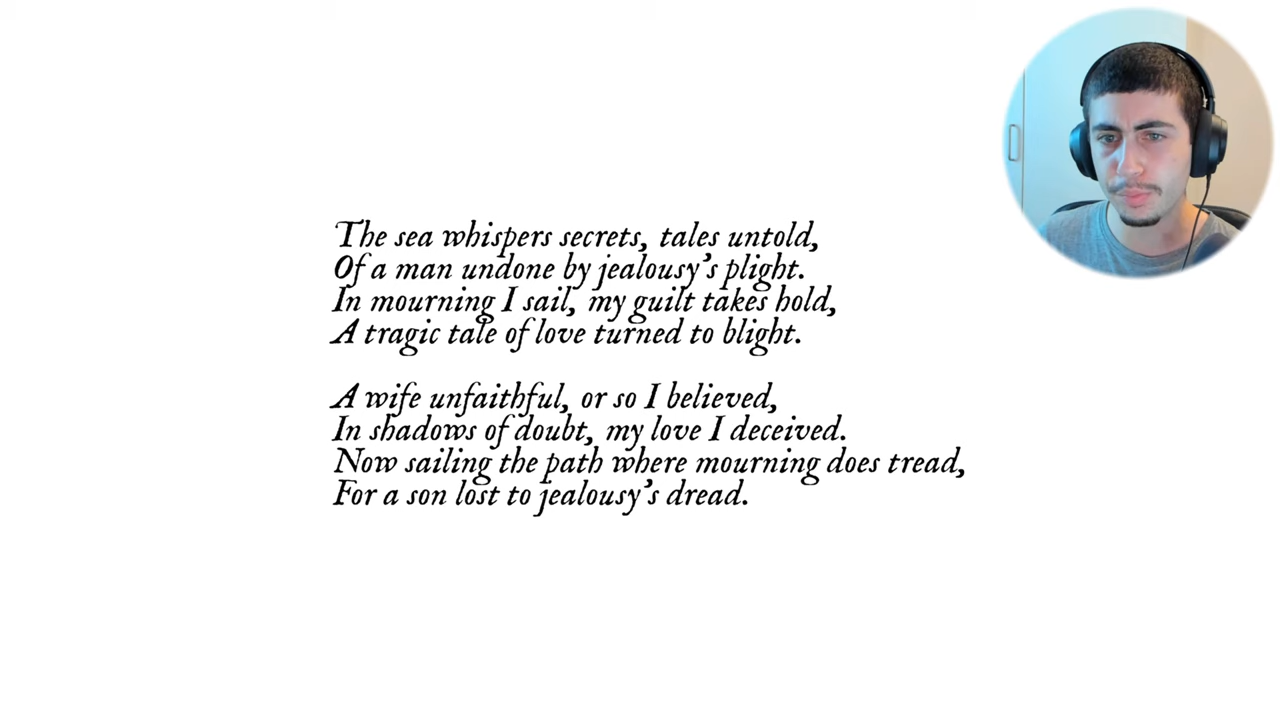 The sea whispers secrets, tales untold,
Of a man undone by jealousy’s plight.
In mourning I sail, my guilt takes hold,
A tragic tale of love turned to blight.
A wife unfaithful, or so I believed,
In shadows of doubt, my love I deceived.
Now sailing the path where mourning does tread,
For a son lost to jealousy’s dread.